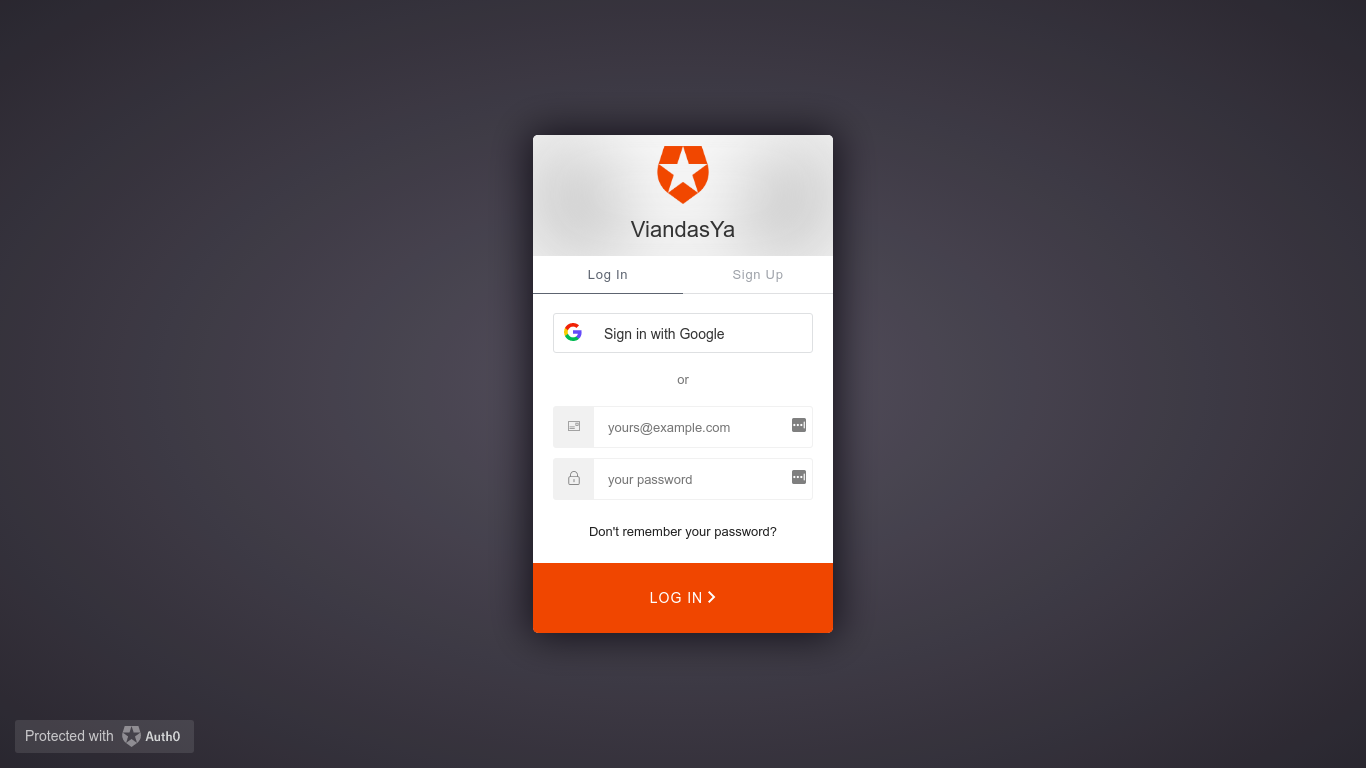 ViandasYa
Log In
Sign Up
Sign in with Google
or
yours@example.com
your password
Don't remember your password?
LOG IN
Protected with Auth0